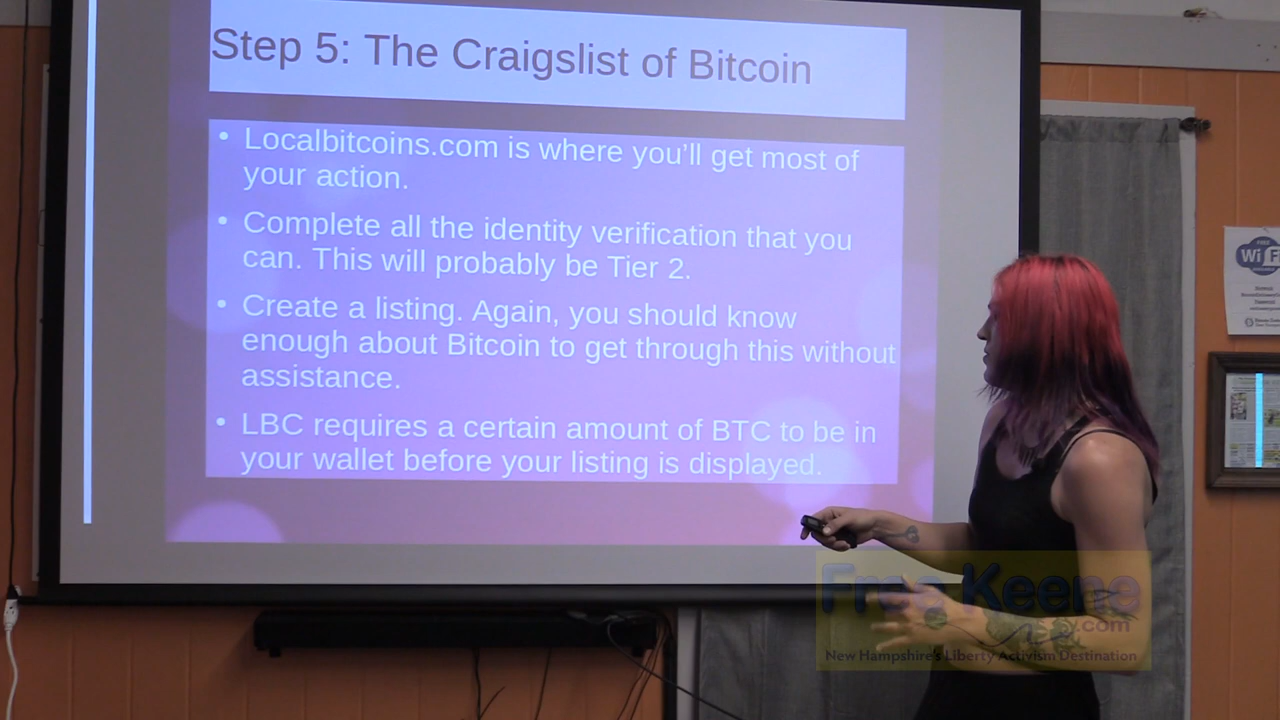 Step 5: The Craigslist of Bitcoin
• Localbitcoins.com is where you'll get most of
your action.
• Complete all the identity verification that you
can. This will probably be Tier 2.
• Create a listing. Again, you should know
enough about Bitcoin to get through this without
assistance.
• LBC requires a certain amount of BTC to be in
your wallet before your listing is displayed.
FREE
Wi Fi
Free Keene
.com
New Hampshire's Liberty Activism Destination